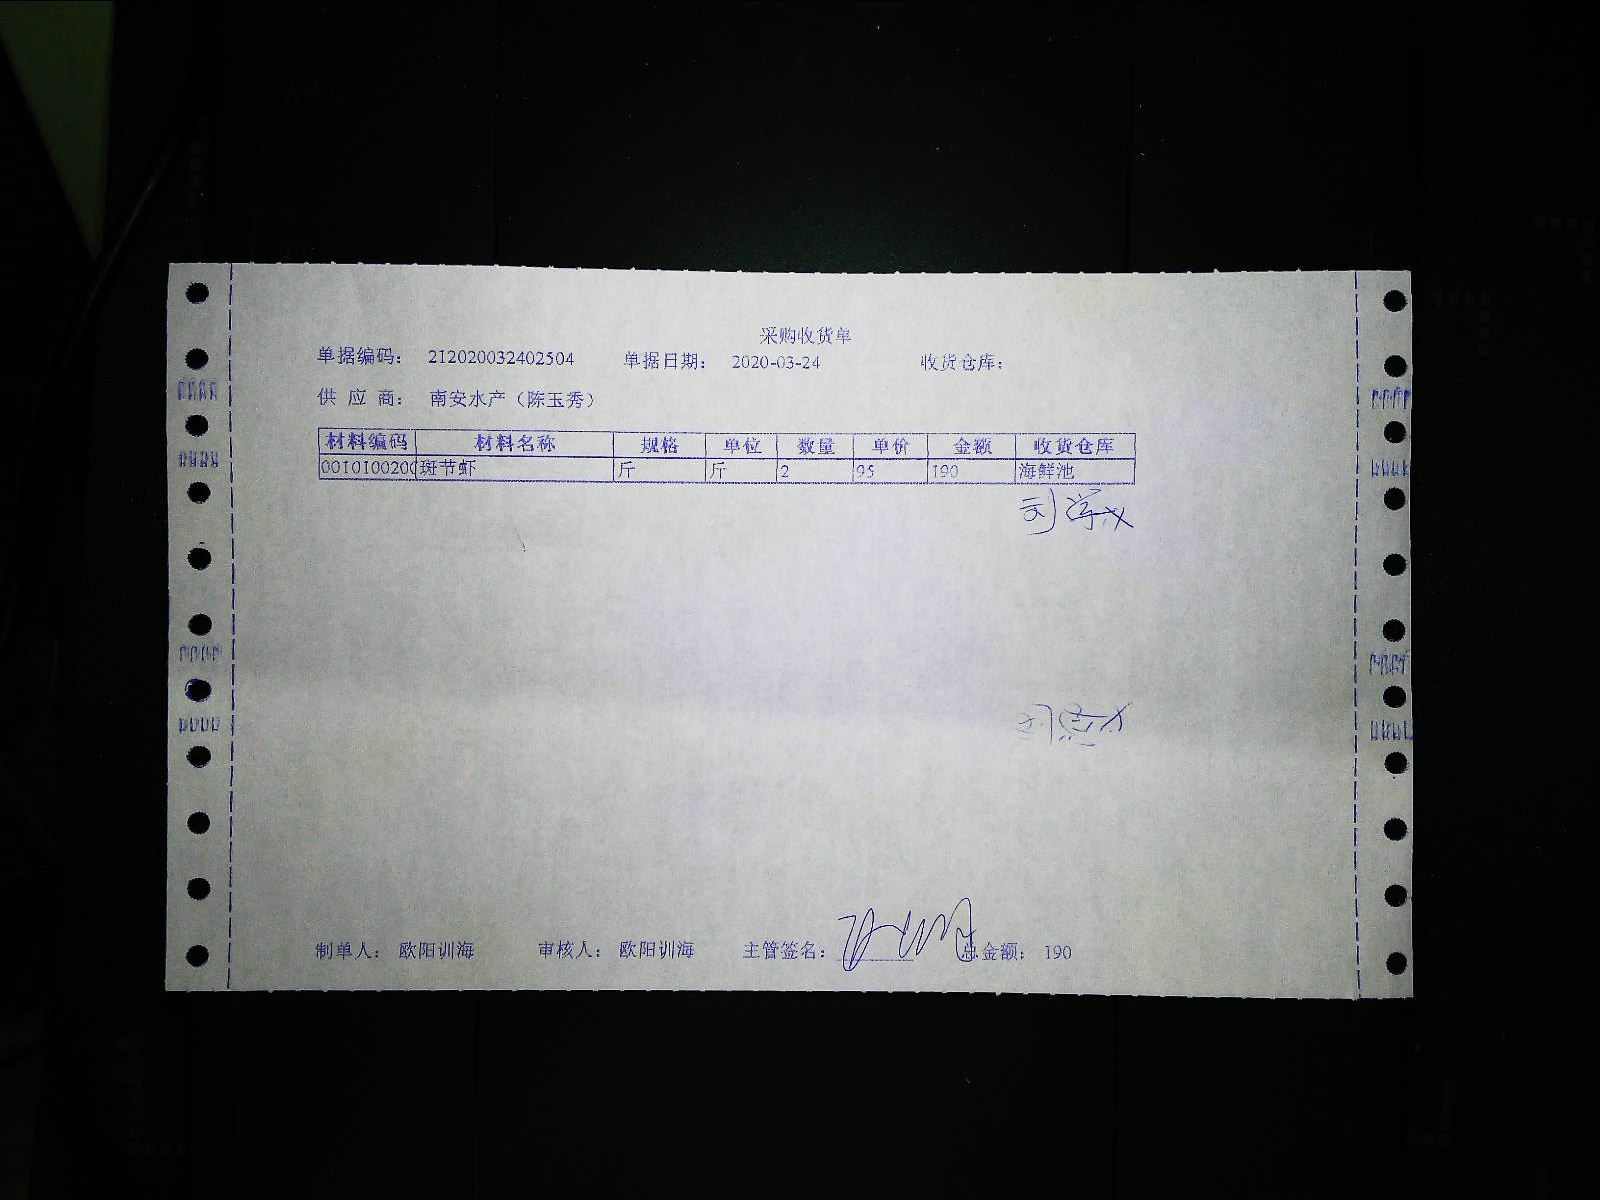 采购收货单
单据编码： 212020032402504 单据日期： 2020-03-24 收货仓库：
供 应 商： 南安水产（陈玉秀）
材料编码 材料名称 规格 单位 数量 单价 金额 收货仓库
0010100200 斑节虾 斤 斤 2 95 190 海鲜池
制单人： 欧阳训海 审核人： 欧阳训海 主管签名： 总金额： 190